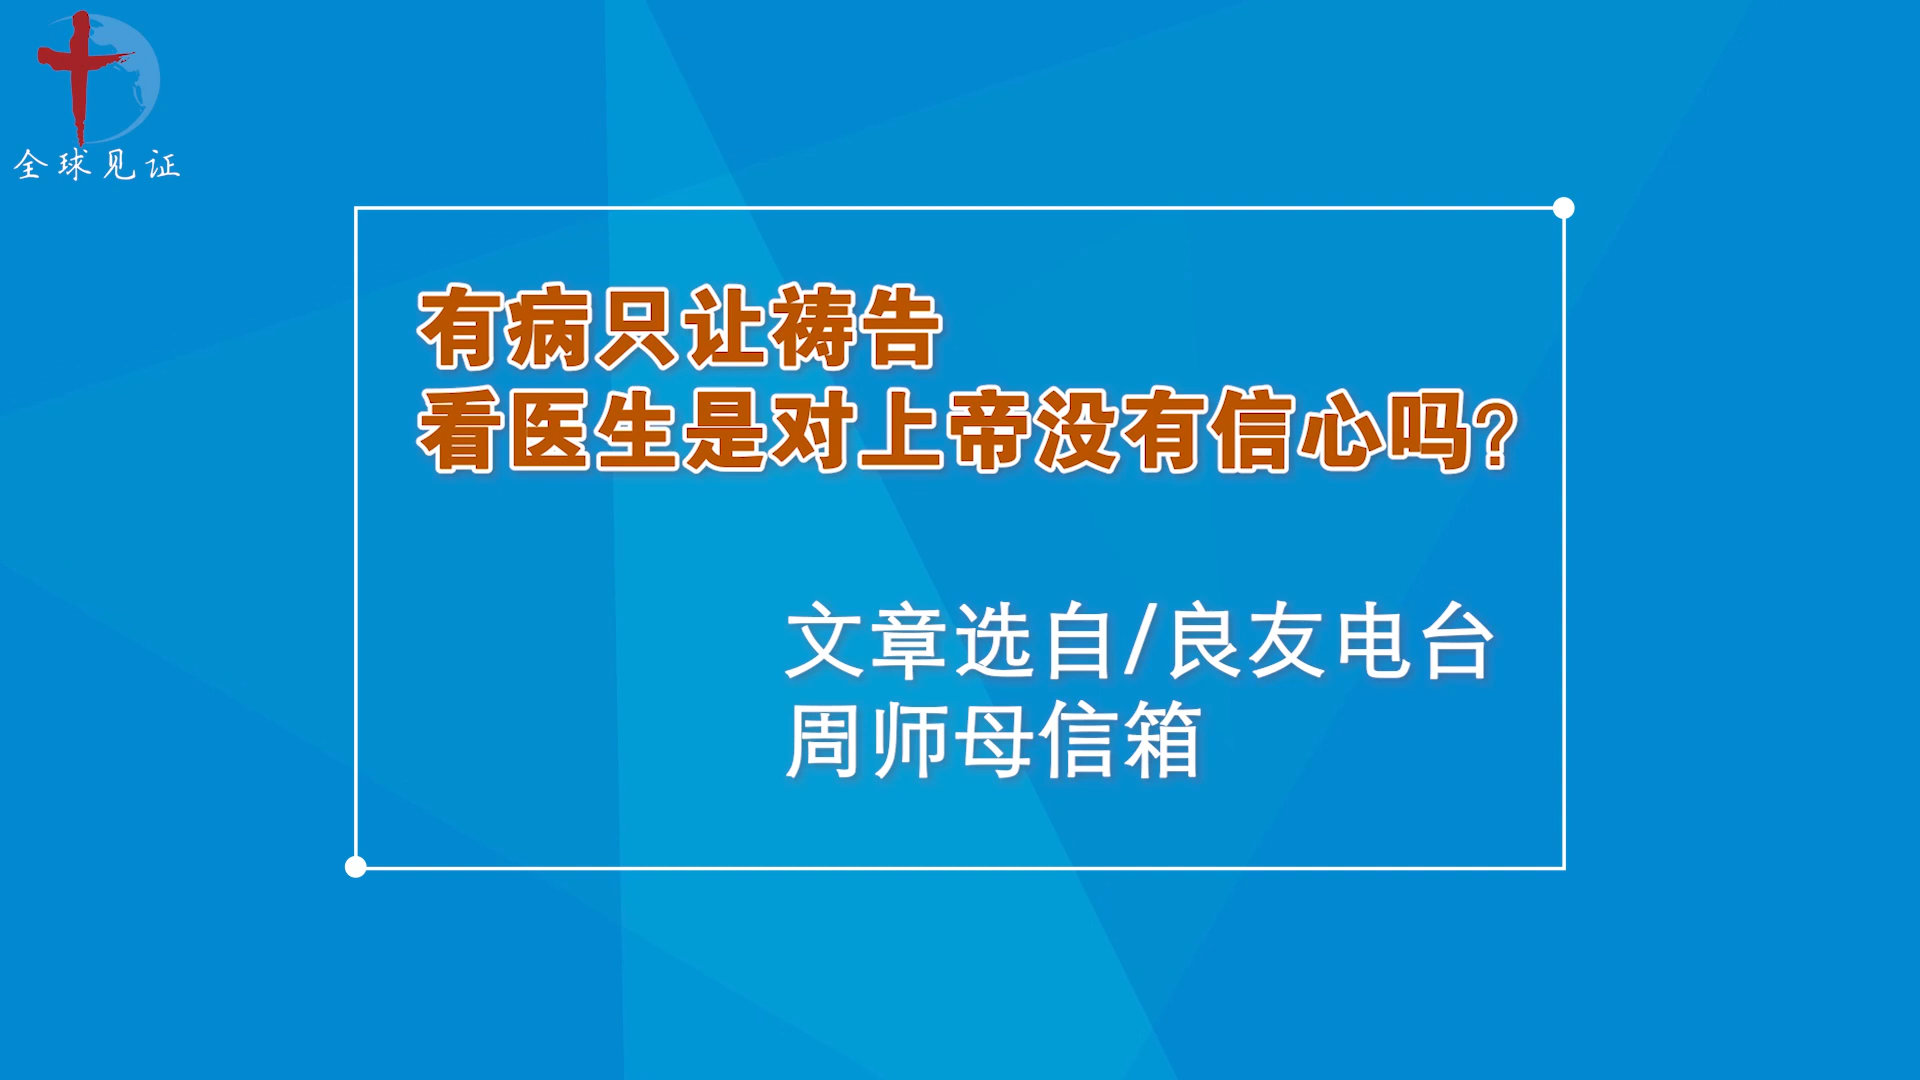 全球见证
有病只让祷告
看医生是对上帝没有信心吗?
文章选自/良友电台
周师母信箱